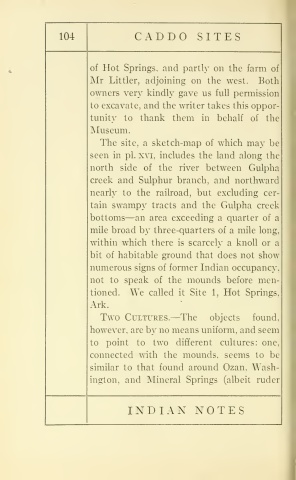 104
CADDO SITES
of Hot Springs, and partly on the farm of
Mr Littler, adjoining on the west. Both
owners very kindly gave us full permission
to excavate, and the writer takes this oppor-
tunity to thank them in behalf of the
Museum.
The site, a sketch-map of which may be
seen in pl. XVI, includes the land along the
north side of the river between Gulpha
creek and Sulphur branch, and northward
nearly to the railroad, but excluding cer-
tain swampy tracts and the Gulpha creek
bottoms—an area exceeding a quarter of a
mile broad by three-quarters of a mile long,
within which there is scarcely a knoll or a
bit of habitable ground that does not show
numerous signs of former Indian occupancy,
not to speak of the mounds before men-
tioned. We called it Site 1, Hot Springs,
Ark.
TWO CULTURES.—The objects found,
however, are by no means uniform, and seem
to point to two different cultures: one,
connected with the mounds, seems to be
similar to that found around Ozan, Wash-
ington, and Mineral Springs (albeit ruder
INDIAN NOTES